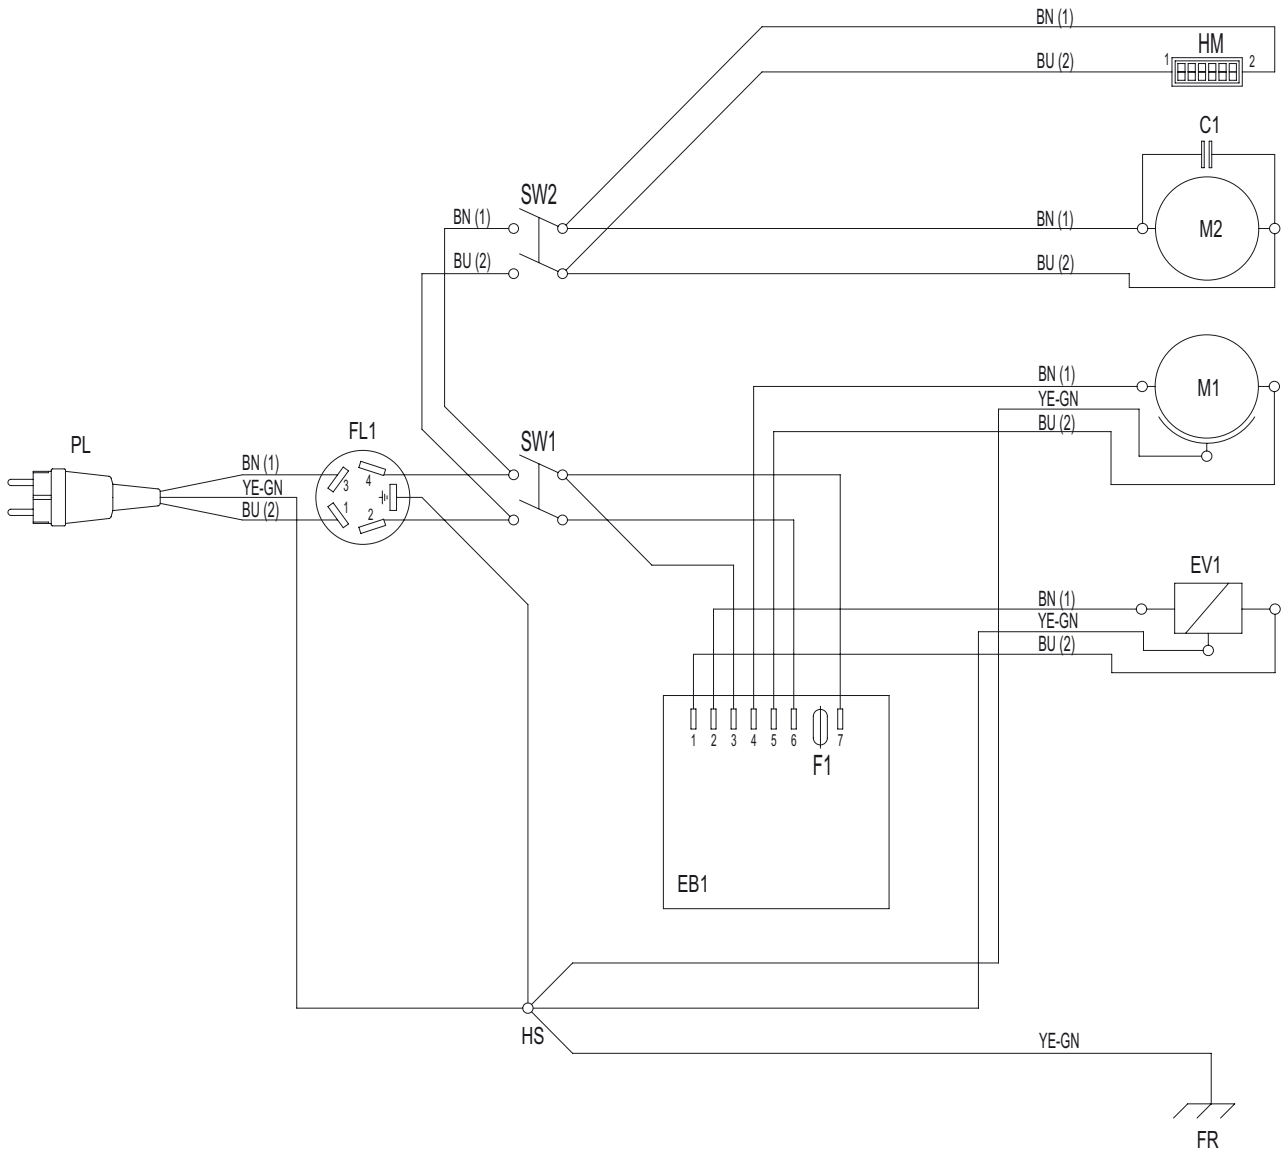 BN (1)
HM
BU (2)
1
2
C1
SW2
BN (1)
BN (1)
M2
BU (2)
BU (2)
BN (1)
M1
YE-GN
BU (2)
FL1
SW1
PL
BN (1)
3
4
YE-GN
1
2
BU (2)
EV1
BN (1)
YE-GN
BU (2)
1
2
3
4
5
6
7
F1
EB1
HS
YE-GN
FR